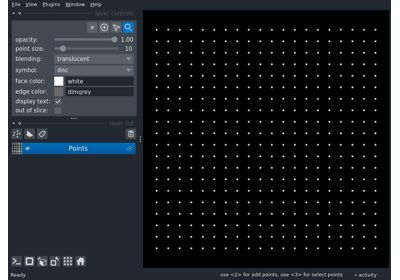 File View Plugins Window Help
layer controls
opacity: 1.00
point size: 10
blending: translucent
symbol: disc
face color: white
edge color: dimgrey
display text:
out of slice:
layer list
Points
Ready use <2> for add points, use <3> for select points activity